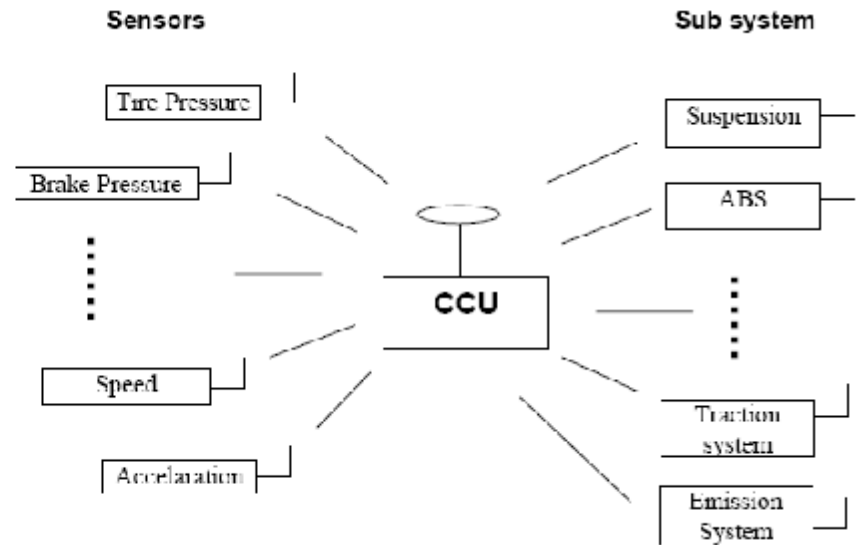 Sensors
Sub system
Tire Pressure
Suspension
Brake Pressure
ABS
CCU
Speed
Traction
system
Accelaration
Emission
System